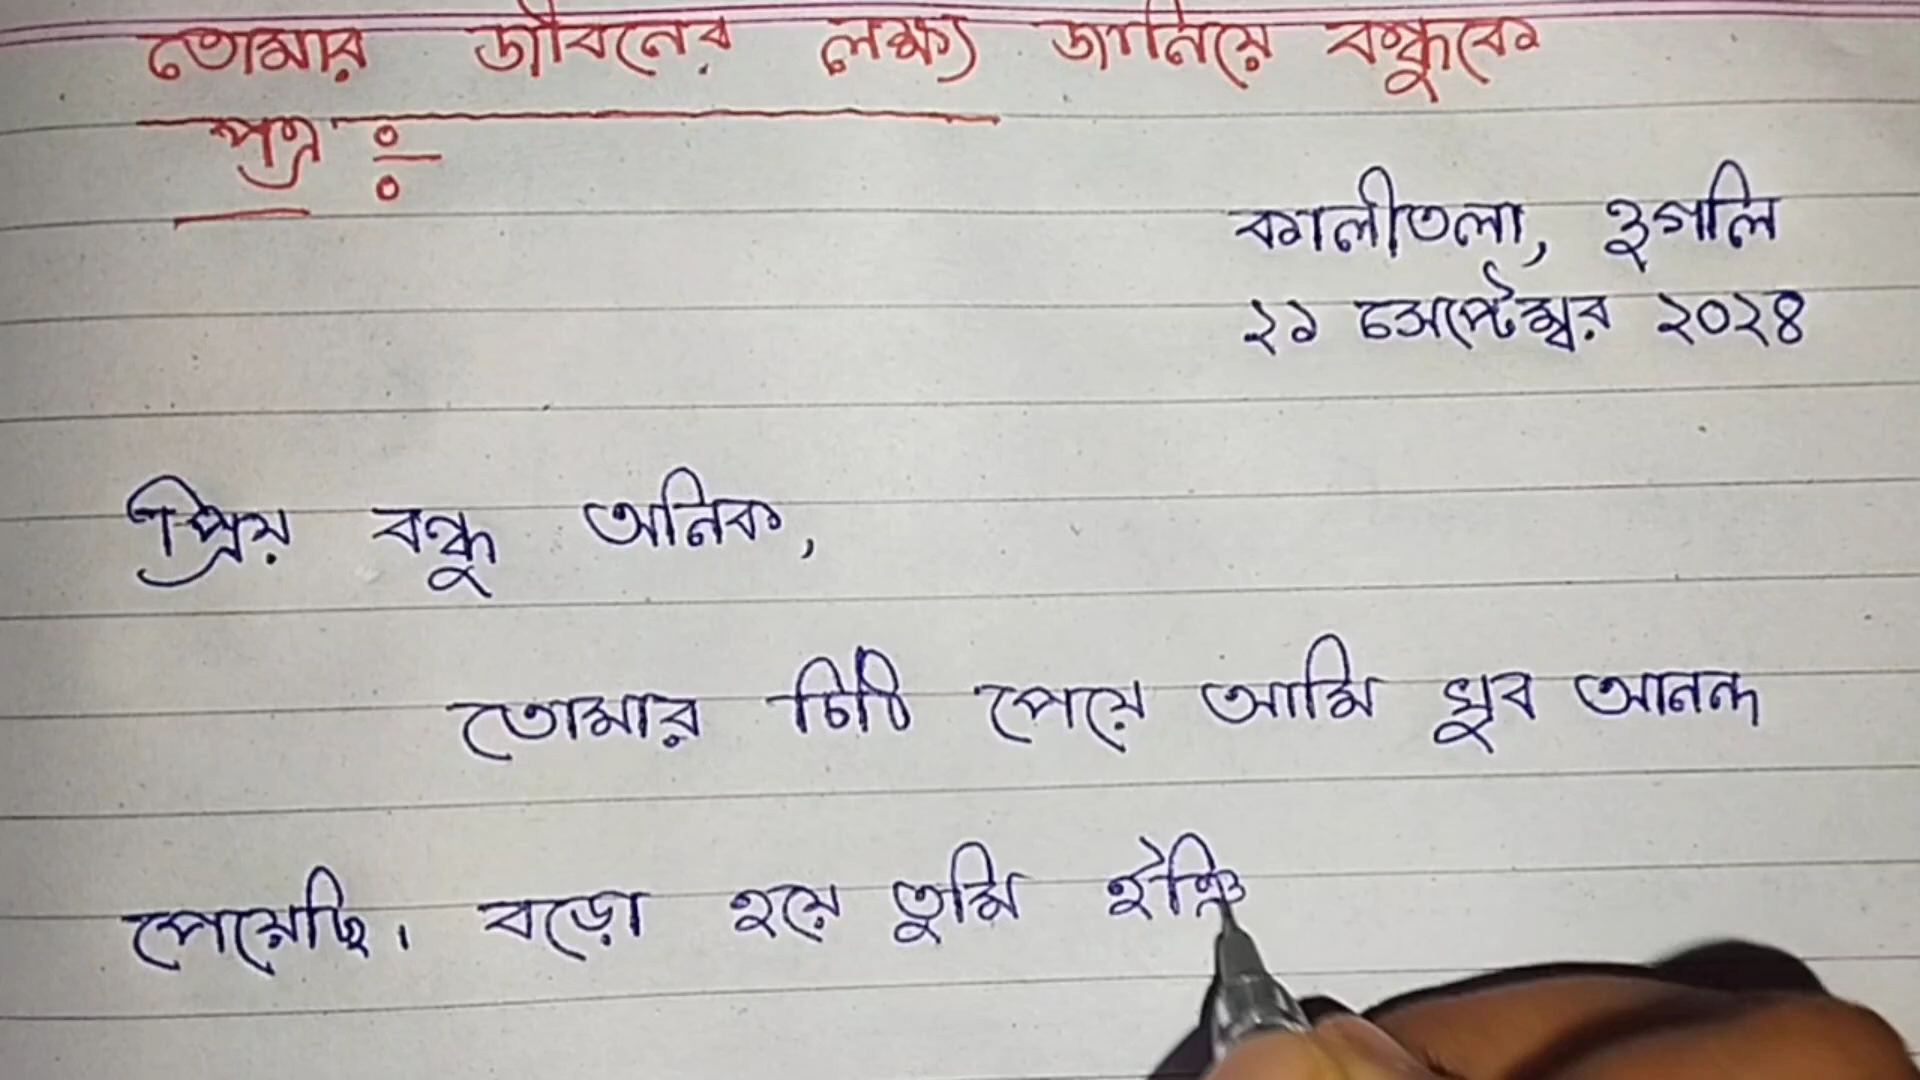 তোমার জীবনের লক্ষ্য জানিয়ে বন্ধুকে
পত্র ঃ
কালীতলা, হুগলি
২১ সেপ্টেম্বর ২০২৪
প্রিয় বন্ধু অনিক,
তোমার চিঠি পেয়ে আমি খুব আনন্দ
পেয়েছি। বড়ো হয়ে তুমি ইঞ্জি